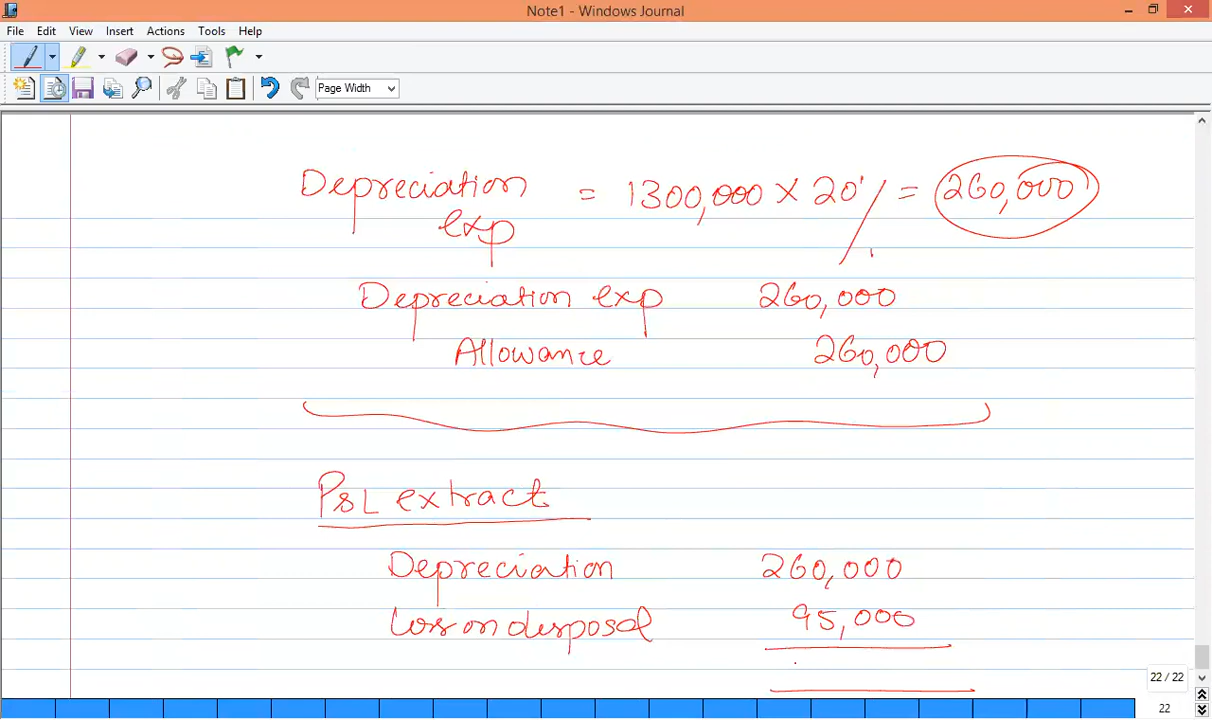 Note1 - Windows Journal
File Edit View Insert Actions Tools Help
Page Width
Depreciation exp = 1300,000 × 20% = 260,000
Depreciation exp 260,000
Allowance 260,000
P&L extract
Depreciation 260,000
Loss on disposal 95,000
22 / 22
22